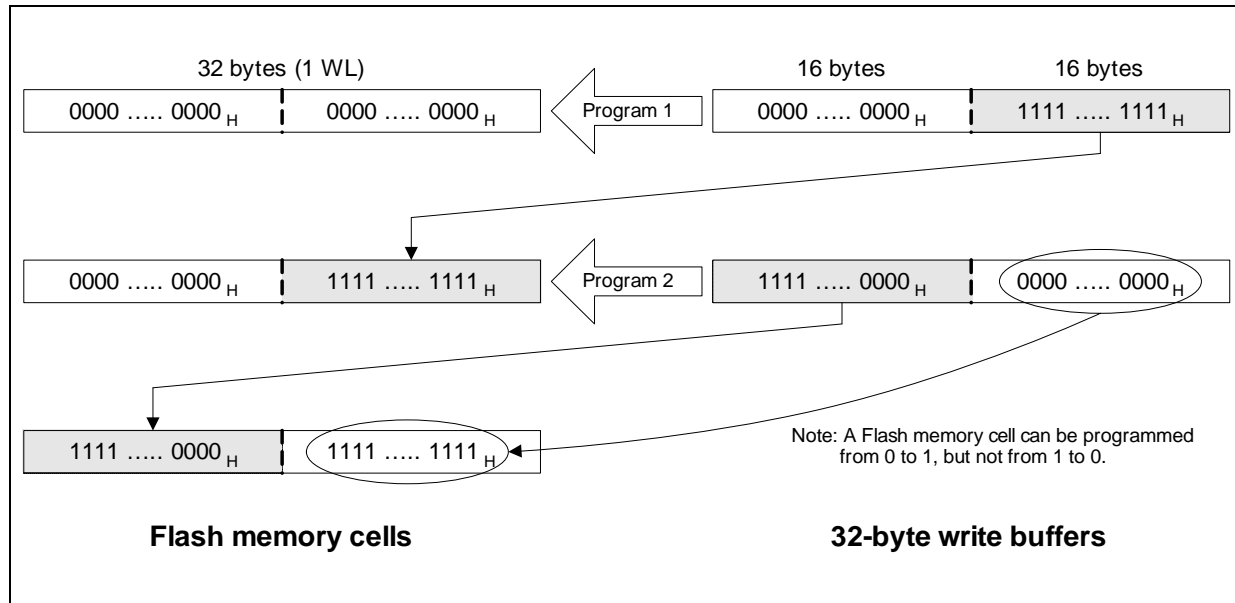 32 bytes (1 WL) 16 bytes 16 bytes
0000 ..... 0000 H 0000 ..... 0000 H Program 1 0000 ..... 0000 H 1111 ..... 1111 H
0000 ..... 0000 H 1111 ..... 1111 H Program 2 1111 ..... 0000 H 0000 ..... 0000 H
1111 ..... 0000 H 1111 ..... 1111 H
Note: A Flash memory cell can be programmed
from 0 to 1, but not from 1 to 0.
Flash memory cells 32-byte write buffers